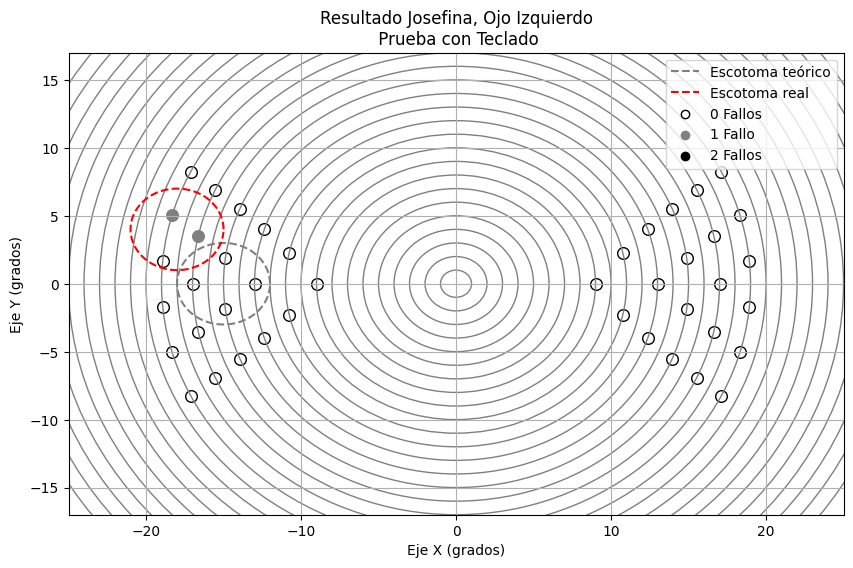 Resultado Josefina, Ojo Izquierdo
Prueba con Teclado
Escotoma teórico
Escotoma real
0 Fallos
1 Fallo
2 Fallos
Eje Y (grados)
15
10
5
0
−5
−10
−15
−20
−10
0
10
20
Eje X (grados)